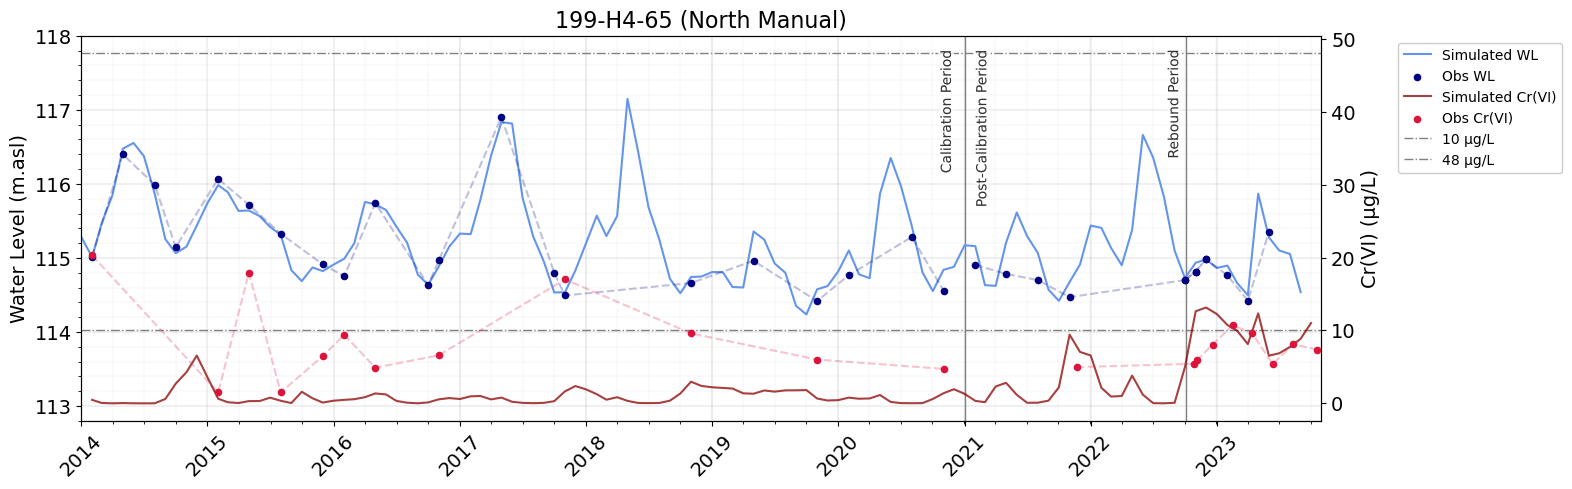 199-H4-65 (North Manual)
118
117
116
115
114
113
Water Level (m.asl)
50
40
30
20
10
0
Cr(VI) (µg/L)
Calibration Period
Post-Calibration Period
Rebound Period
2014
2015
2016
2017
2018
2019
2020
2021
2022
2023
Simulated WL
Obs WL
Simulated Cr(VI)
Obs Cr(VI)
10 µg/L
48 µg/L